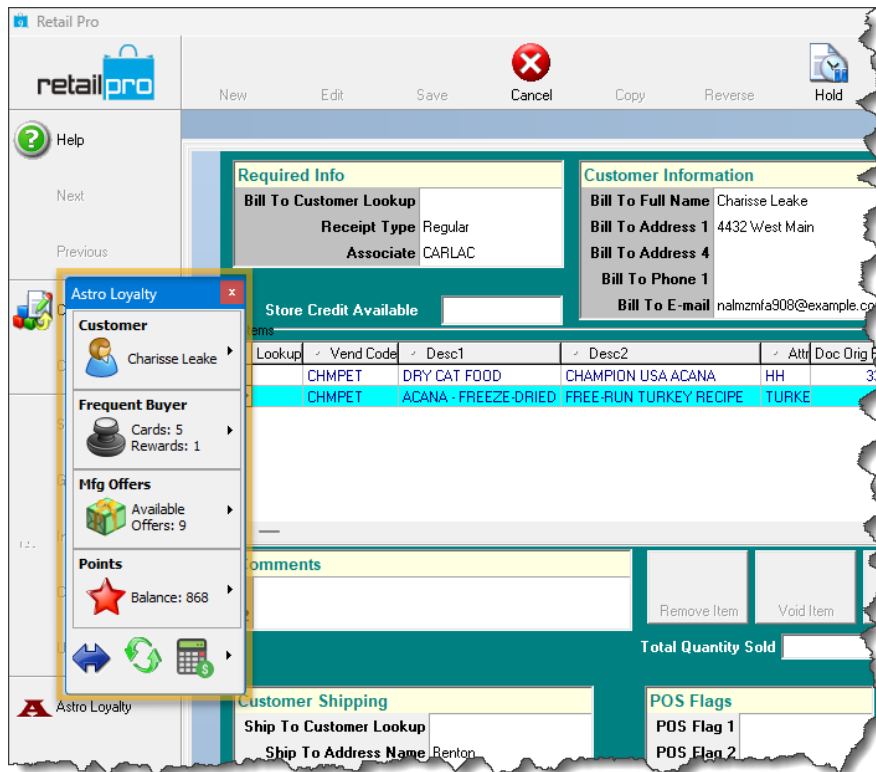 Retail Pro
retail pro
New Edit Save Cancel Copy Reverse Hold
Help
Next
Previous
Required Info
Bill To Customer Lookup
Receipt Type Regular
Associate CARLAC
Store Credit Available
Customer Information
Bill To Full Name Charisse Leake
Bill To Address 1 4432 West Main
Bill To Address 4
Bill To Phone 1
Bill To E-mail nalmzmfa908@example.co
Astro Loyalty x
Customer
Charisse Leake
Frequent Buyer
Cards: 5
Rewards: 1
Mfg Offers
Available
Offers: 9
Points
Balance: 868
Astro Loyalty
Lookup Vend Code Desc1 Desc2 Attr Doc Orig
CHMPET DRY CAT FOOD CHAMPION USA ACANA HH
CHMPET ACANA - FREEZE-DRIED FREE-RUN TURKEY RECIPE TURKE
Remove Item Void Item
Total Quantity Sold
Customer Shipping
Ship To Customer Lookup
Ship To Address Name Renton
POS Flags
POS Flag 1
POS Flag 2